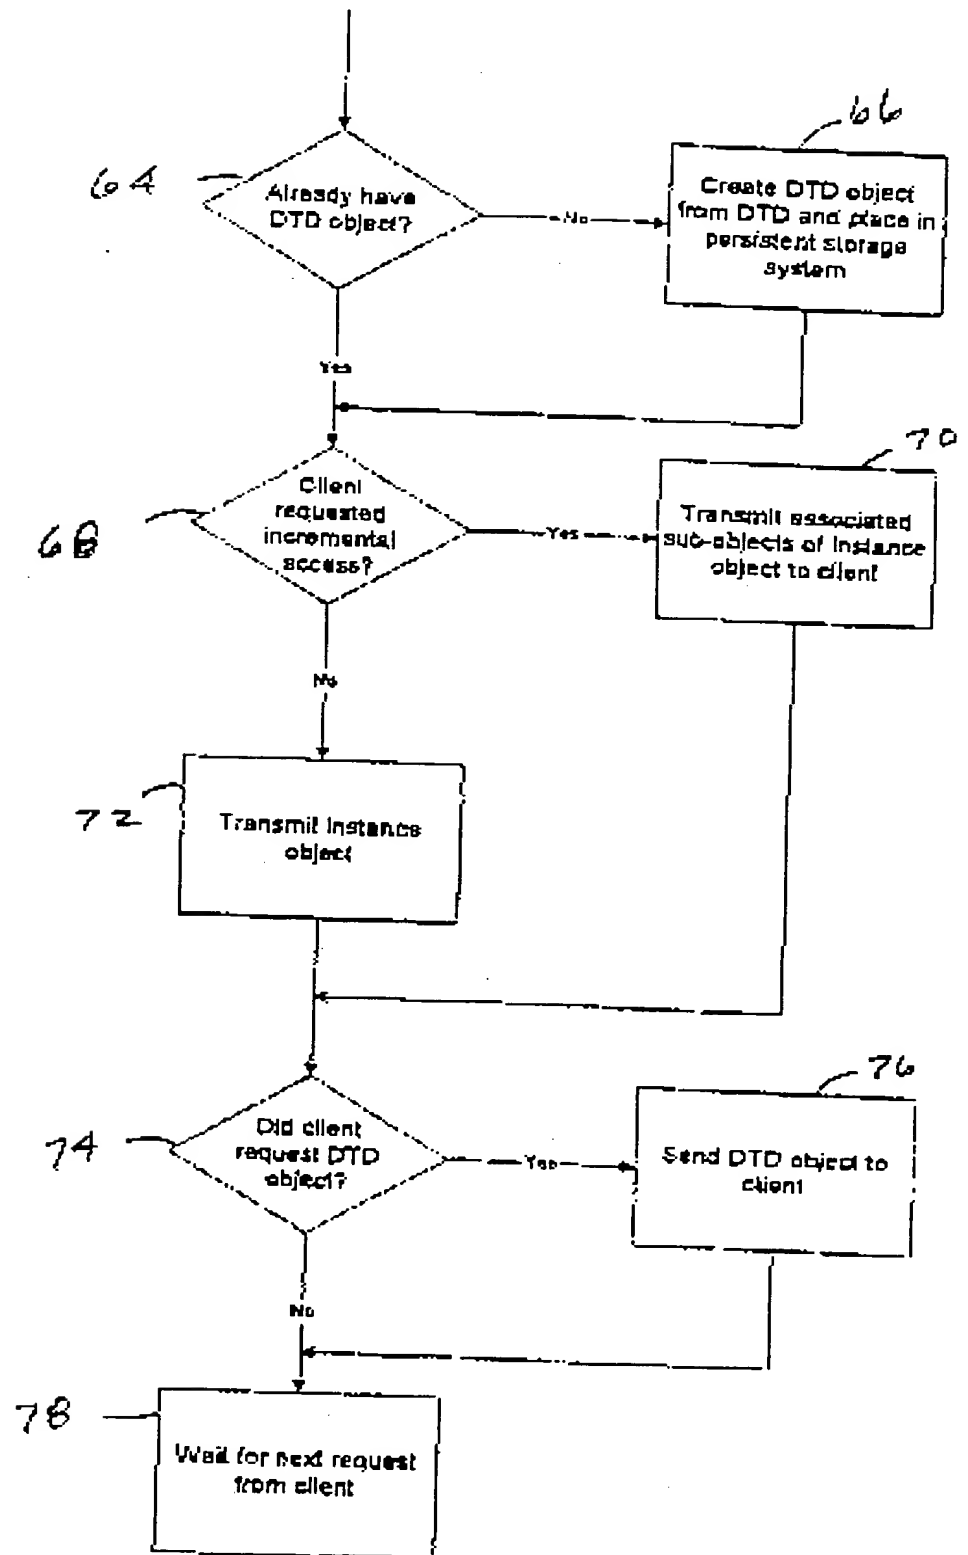 66
64
Already have
DTD object?
No
Create DTD object
from DTD and place in
persistent storage
system
Yes
70
68
Client
requested
incremental
access?
Yes
Transmit associated
sub-objects of instance
object to client
No
72
Transmit instance
object
76
74
Did client
request DTD
object?
Yes
Send DTD object to
client
No
78
Wait for next request
from client